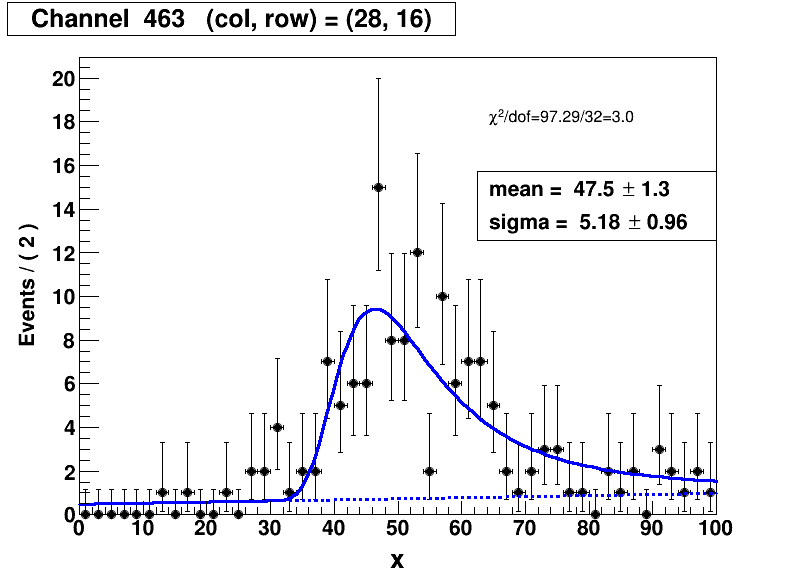 Channel 463 (col, row) = (28, 16)
χ²/dof=97.29/32=3.0
mean = 47.5 ± 1.3
sigma = 5.18 ± 0.96
Events / ( 2 )
20
18
16
14
12
10
8
6
4
2
0
0 10 20 30 40 50 60 70 80 90 100
x